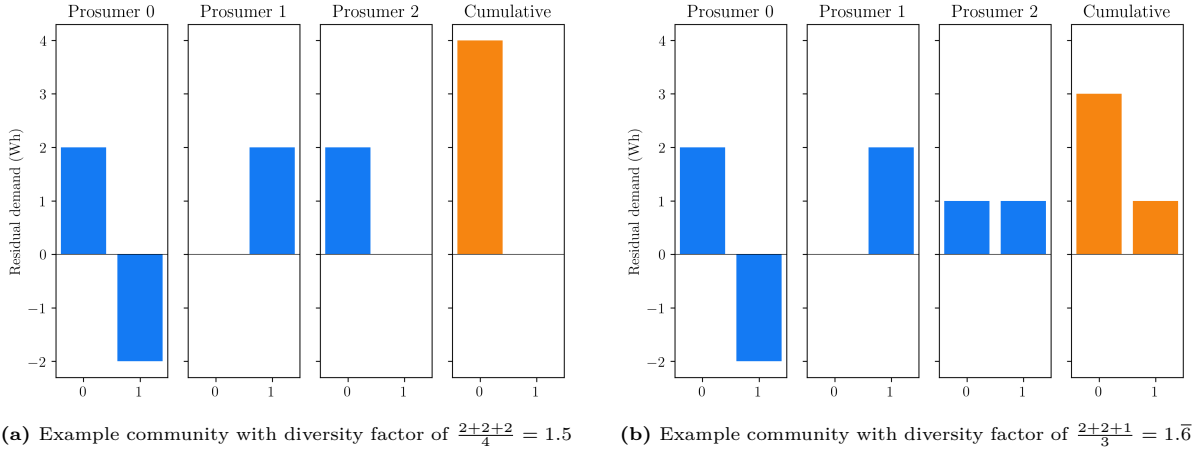 Prosumer 0 Prosumer 1 Prosumer 2 Cumulative
Residual demand (Wh)
4
3
2
1
0
−1
−2
0 1 0 1 0 1 0 1
(a) Example community with diversity factor of \frac{2+2+2}{4} = 1.5
Prosumer 0 Prosumer 1 Prosumer 2 Cumulative
Residual demand (Wh)
4
3
2
1
0
−1
−2
0 1 0 1 0 1 0 1
(b) Example community with diversity factor of \frac{2+2+1}{3} = 1.\overline{6}